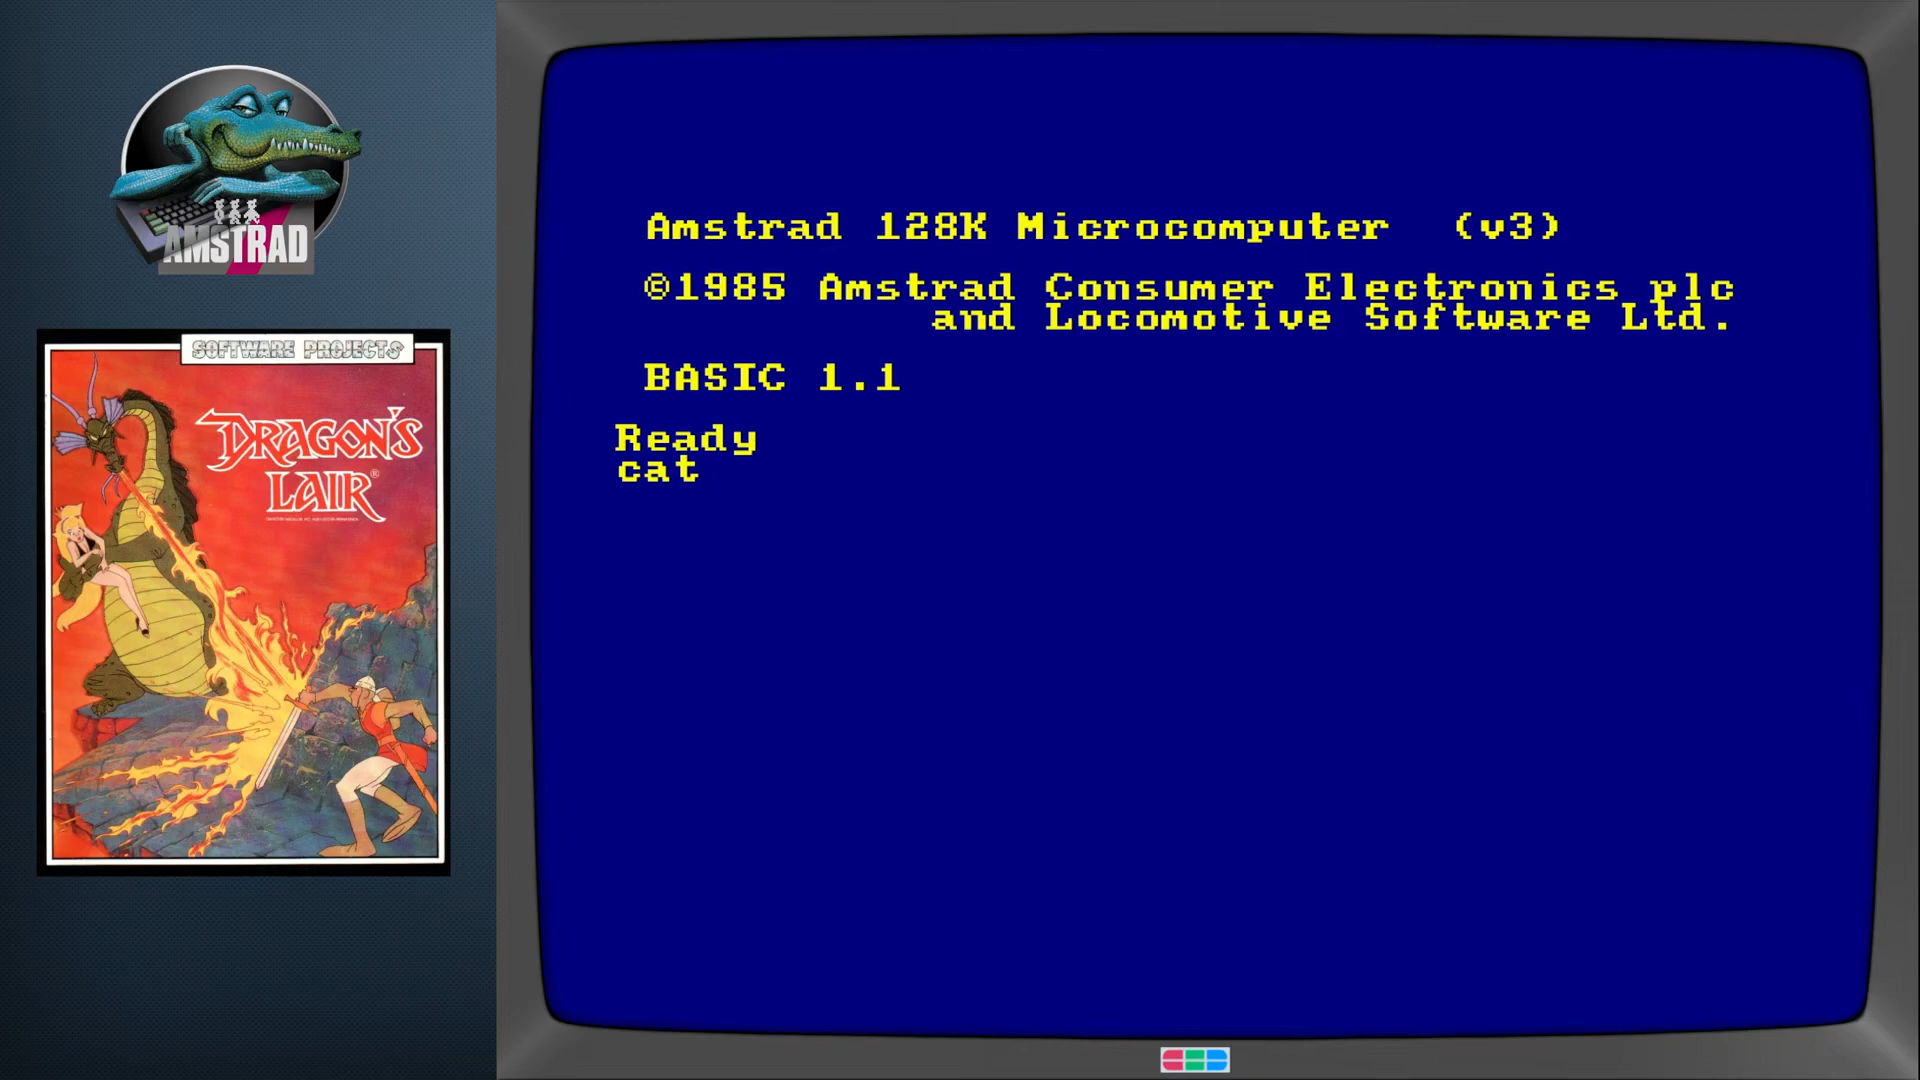 AMSTRAD
SOFTWARE PROJECTS
DRAGON'S
LAIR®
Amstrad 128K Microcomputer (v3)
©1985 Amstrad Consumer Electronics plc
and Locomotive Software Ltd.
BASIC 1.1
Ready
cat